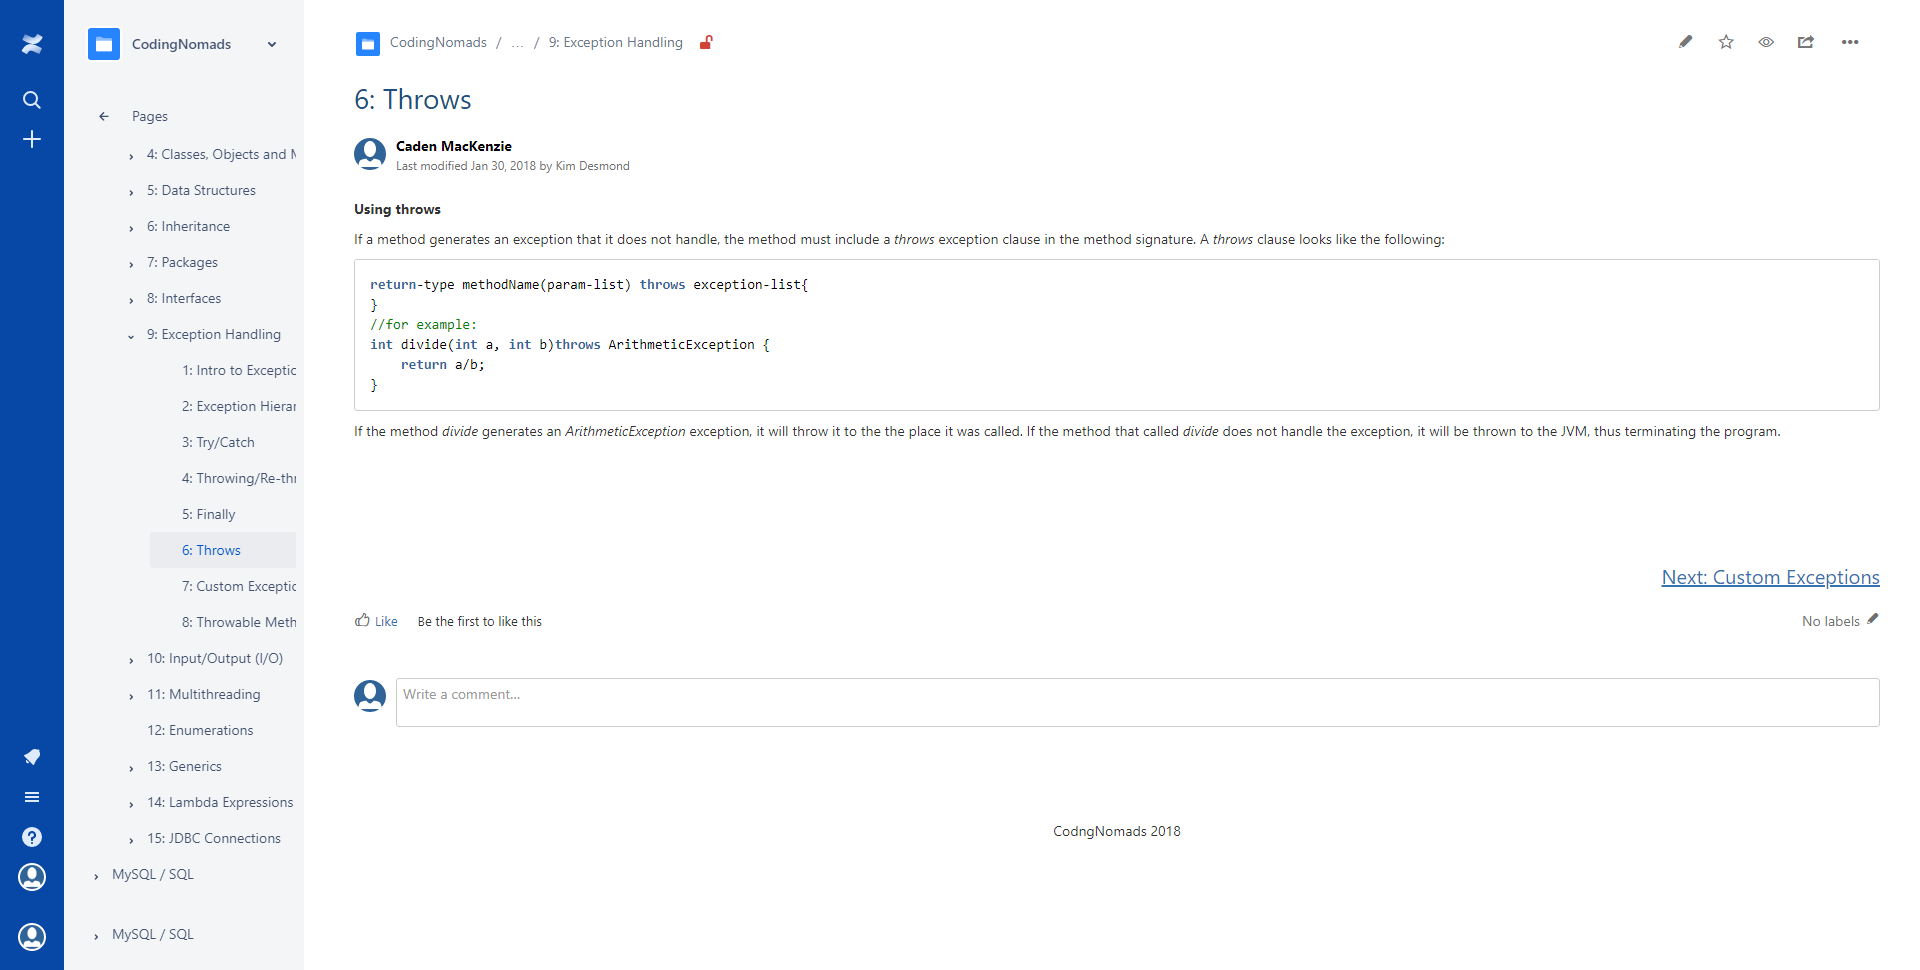 CodingNomads
Pages
4: Classes, Objects and M
5: Data Structures
6: Inheritance
7: Packages
8: Interfaces
9: Exception Handling
1: Intro to Exceptic
2: Exception Hierar
3: Try/Catch
4: Throwing/Re-thr
5: Finally
6: Throws
7: Custom Exceptic
8: Throwable Meth
10: Input/Output (I/O)
11: Multithreading
12: Enumerations
13: Generics
14: Lambda Expressions
15: JDBC Connections
MySQL / SQL
MySQL / SQL
CodingNomads / ... / 9: Exception Handling
6: Throws
Caden MacKenzie
Last modified Jan 30, 2018 by Kim Desmond
Using throws
If a method generates an exception that it does not handle, the method must include a throws exception clause in the method signature. A throws clause looks like the following:
return-type methodName(param-list) throws exception-list{
}
//for example:
int divide(int a, int b)throws ArithmeticException {
    return a/b;
}
If the method divide generates an ArithmeticException exception, it will throw it to the the place it was called. If the method that called divide does not handle the exception, it will be thrown to the JVM, thus terminating the program.
Next: Custom Exceptions
Like Be the first to like this
No labels
Write a comment...
CodngNomads 2018